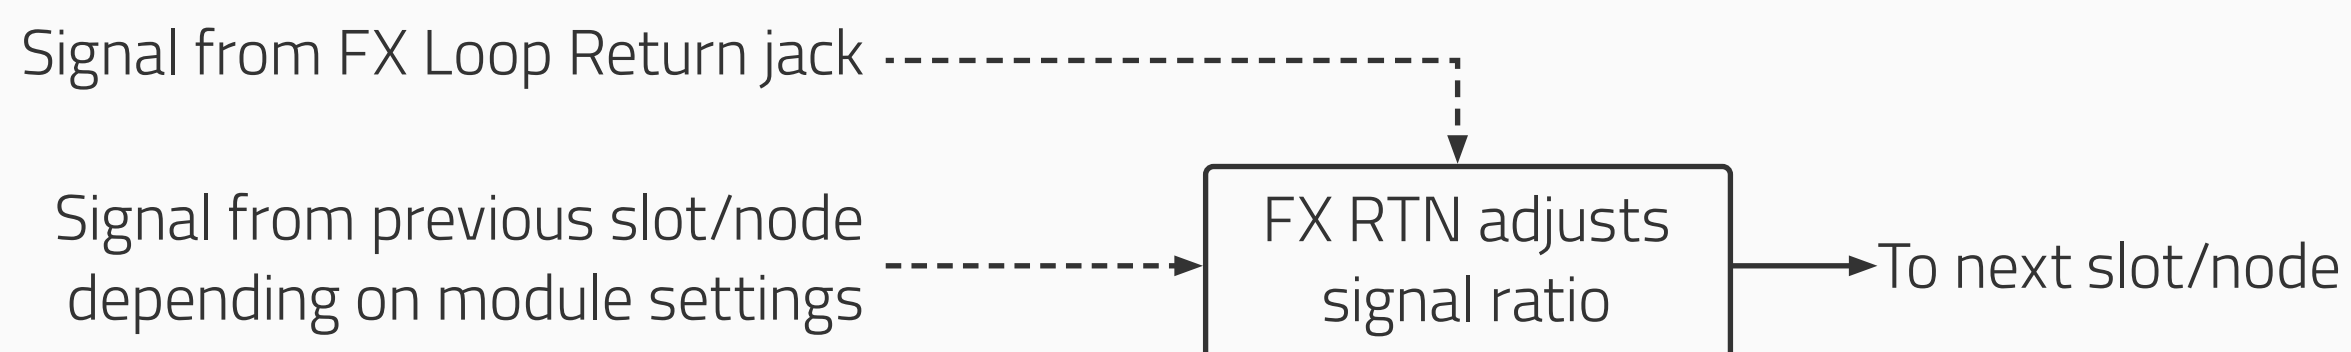 Signal from FX Loop Return jack
Signal from previous slot/node
depending on module settings
FX RTN adjusts
signal ratio
To next slot/node